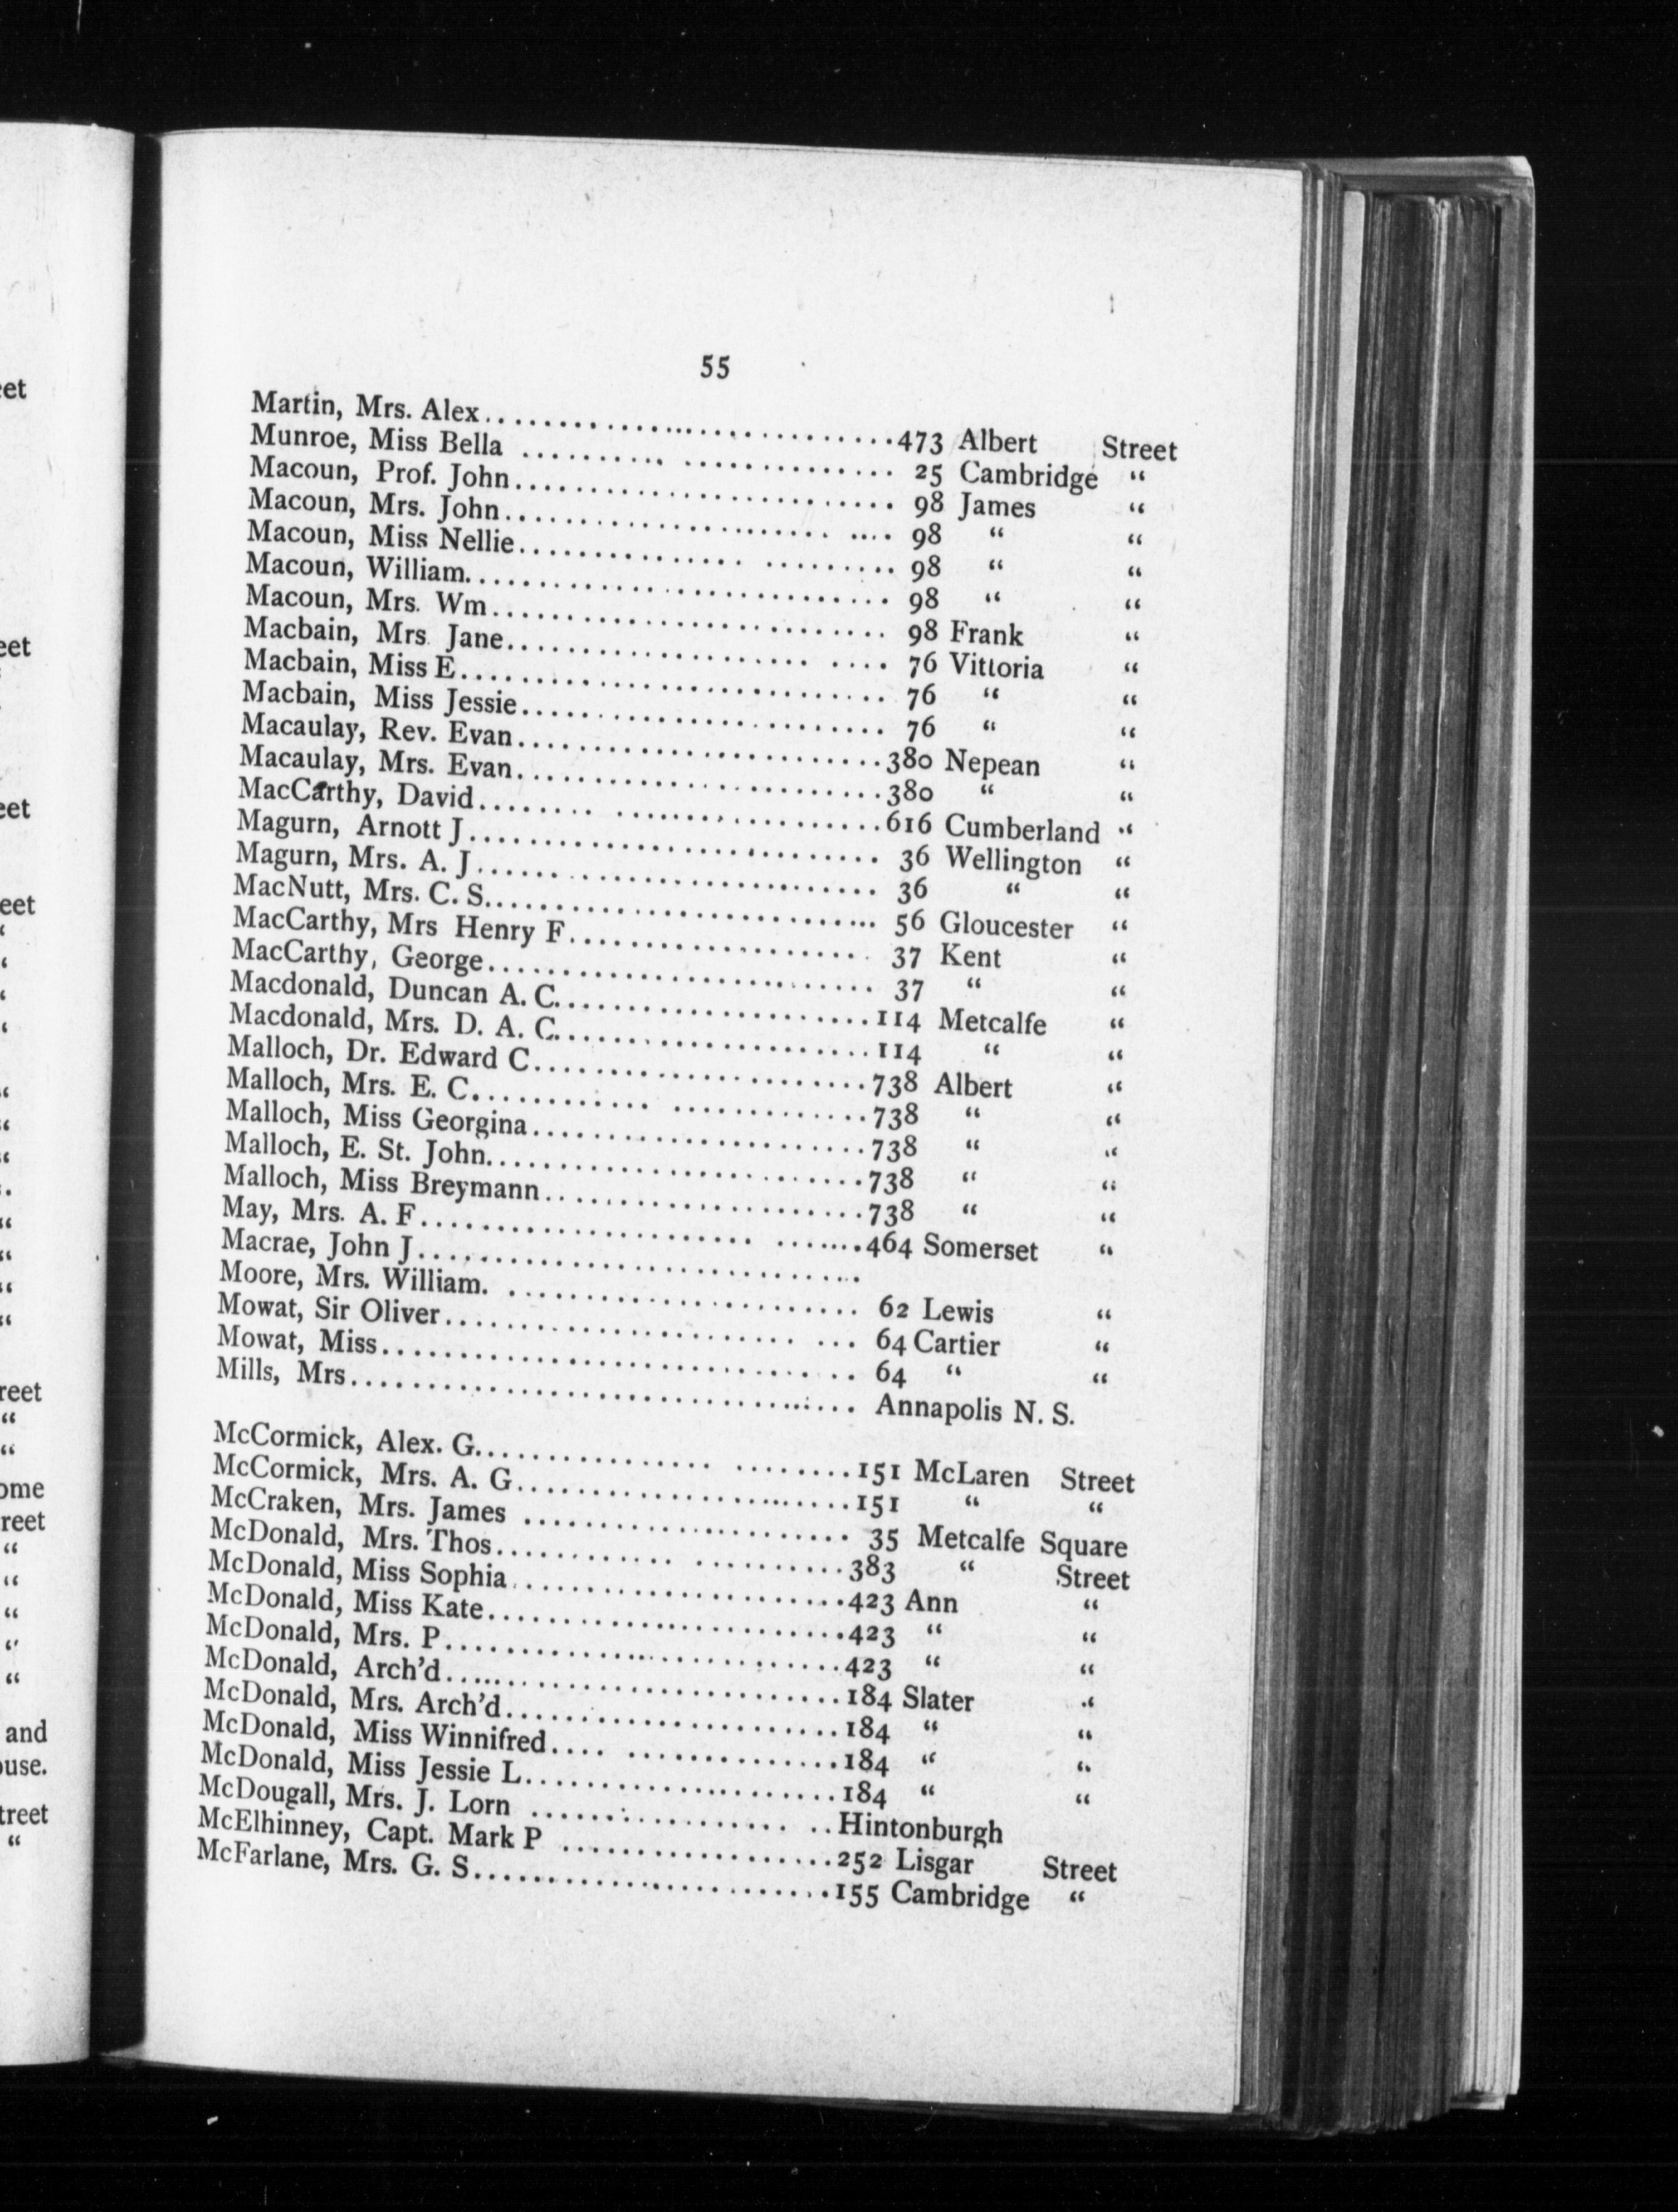 55
Martin, Mrs. Alex........................................473 Albert Street
Munroe, Miss Bella ........................ 25 Cambridge “
Macoun, Prof. John........................ 98 James “
Macoun, Mrs. John........................ 98 “ “
Macoun, Miss Nellie........................ 98 “ “
Macoun, William........................ 98 “ “
Macoun, Mrs. Wm........................ 98 Frank “
Macbain, Mrs Jane........................ 76 Vittoria “
Macbain, Miss E........................ 76 “ “
Macbain, Miss Jessie........................ 76 “ “
Macaulay, Rev. Evan........................380 Nepean “
Macaulay, Mrs. Evan........................380 “ “
MacCarthy, David........................616 Cumberland “
Magurn, Arnott J........................ 36 Wellington “
Magurn, Mrs. A. J........................ 36 “ “
MacNutt, Mrs. C. S........................ 56 Gloucester “
MacCarthy, Mrs Henry F........................ 37 Kent “
MacCarthy, George........................ 37 “ “
Macdonald, Duncan A. C........................114 Metcalfe “
Macdonald, Mrs. D. A. C........................114 “ “
Malloch, Dr. Edward C........................738 Albert “
Malloch, Mrs. E. C........................738 “ “
Malloch, Miss Georgina........................738 “ “
Malloch, E. St. John........................738 “ “
Malloch, Miss Breymann........................738 “ “
May, Mrs. A. F........................464 Somerset “
Macrae, John J........................
Moore, Mrs. William. ........................ 62 Lewis “
Mowat, Sir Oliver........................ 64 Cartier “
Mowat, Miss........................ 64 “ “
Mills, Mrs........................ Annapolis N. S.
McCormick, Alex. G........................151 McLaren Street
McCormick, Mrs. A. G........................151 “ “
McCraken, Mrs. James ........................ 35 Metcalfe Square
McDonald, Mrs. Thos........................383 “ Street
McDonald, Miss Sophia........................423 Ann “
McDonald, Miss Kate........................423 “ “
McDonald, Mrs. P........................423 “ “
McDonald, Arch’d........................184 Slater “
McDonald, Mrs. Arch’d........................184 “ “
McDonald, Miss Winnifred........................184 “ “
McDonald, Miss Jessie L........................184 “ “
McDougall, Mrs. J. Lorn ........................Hintonburgh
McElhinney, Capt. Mark P ........................252 Lisgar Street
McFarlane, Mrs. G. S........................155 Cambridge “